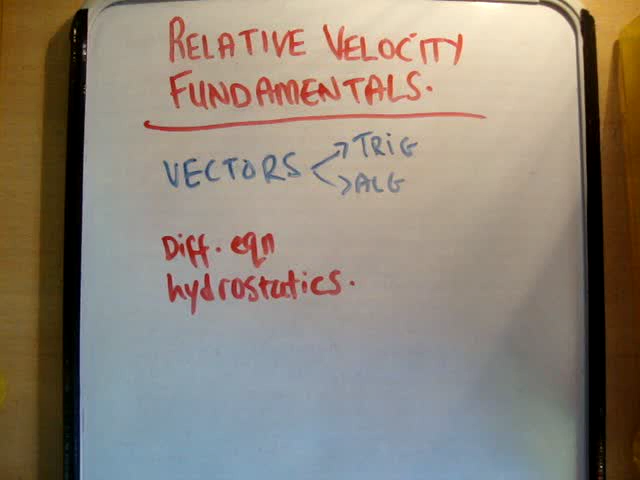 RELATIVE VELOCITY
FUNDAMENTALS.
VECTORS → TRIG
→ ALG
Diff. eqn
hydrostatics.